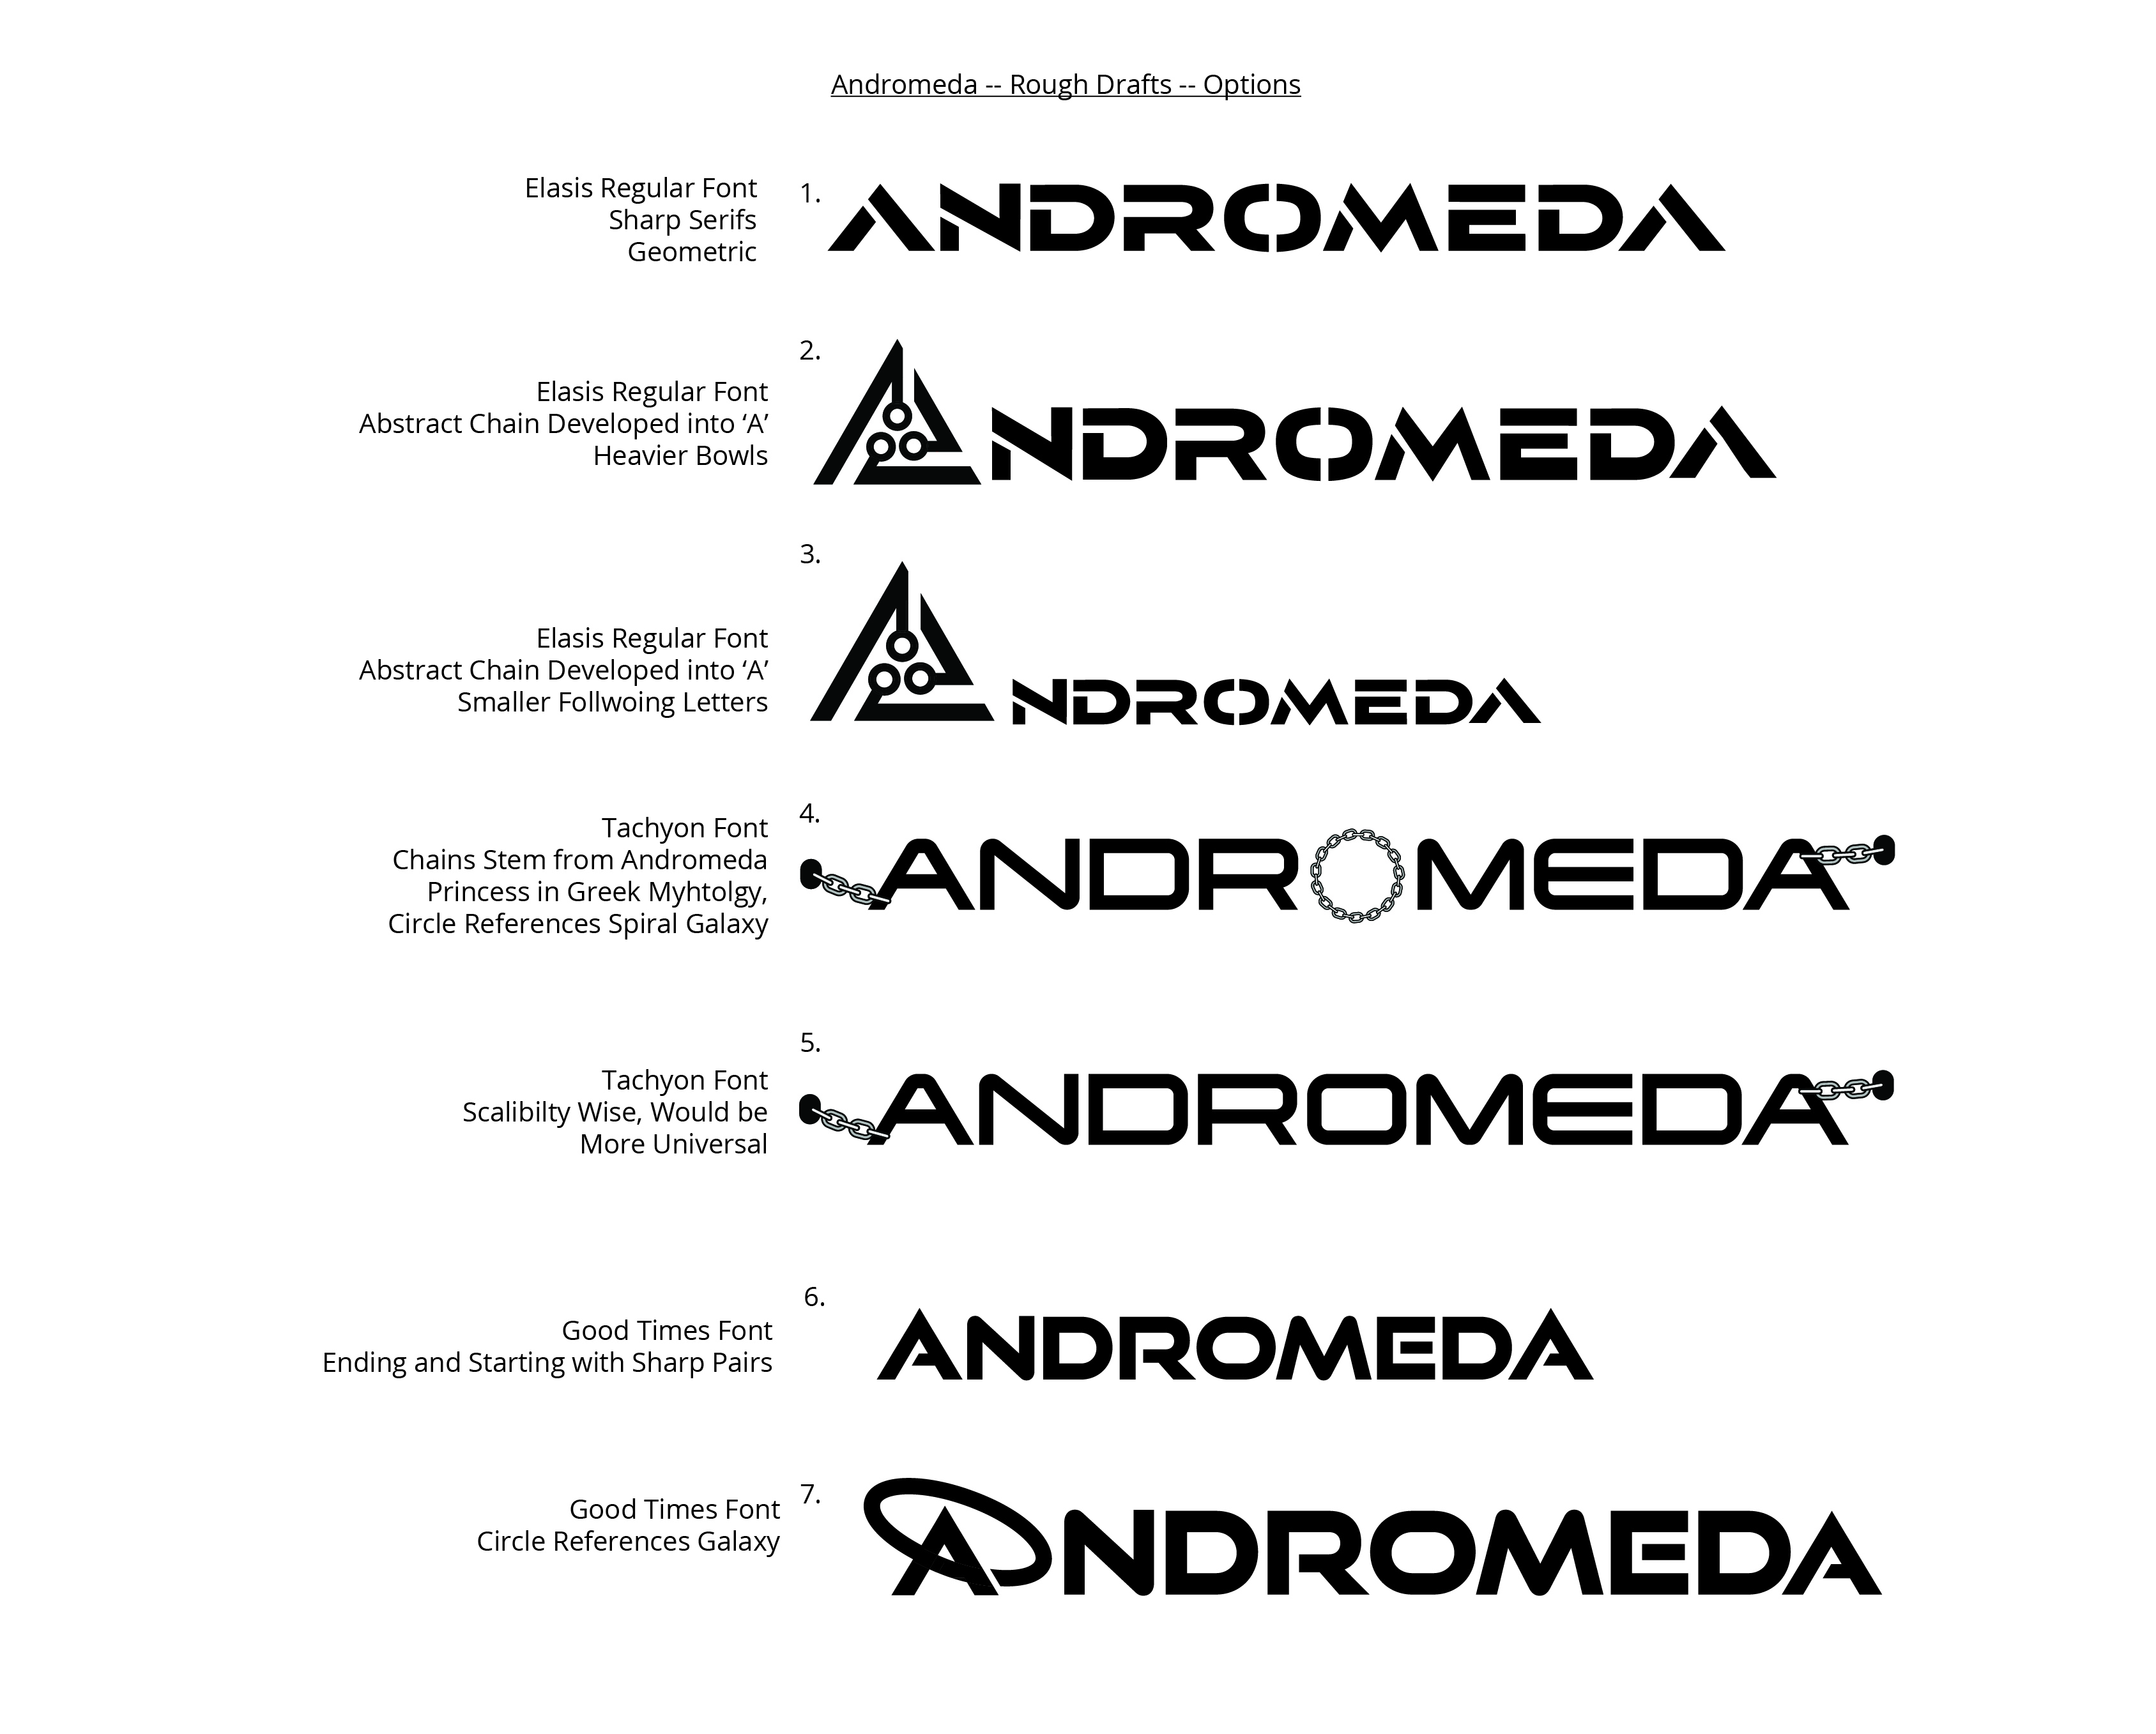 Andromeda -- Rough Drafts -- Options
Elasis Regular Font
Sharp Serifs
Geometric
1.
ANDROMEDA
2.
Elasis Regular Font
Abstract Chain Developed into ‘A’
Heavier Bowls
ANDROMEDA
3.
Elasis Regular Font
Abstract Chain Developed into ‘A’
Smaller Follwoing Letters
ANDROMEDA
4.
Tachyon Font
Chains Stem from Andromeda
Princess in Greek Myhtolgy,
Circle References Spiral Galaxy
ANDROMEDA
5.
Tachyon Font
Scalibilty Wise, Would be
More Universal
ANDROMEDA
6.
Good Times Font
Ending and Starting with Sharp Pairs
ANDROMEDA
7.
Good Times Font
Circle References Galaxy
ANDROMEDA